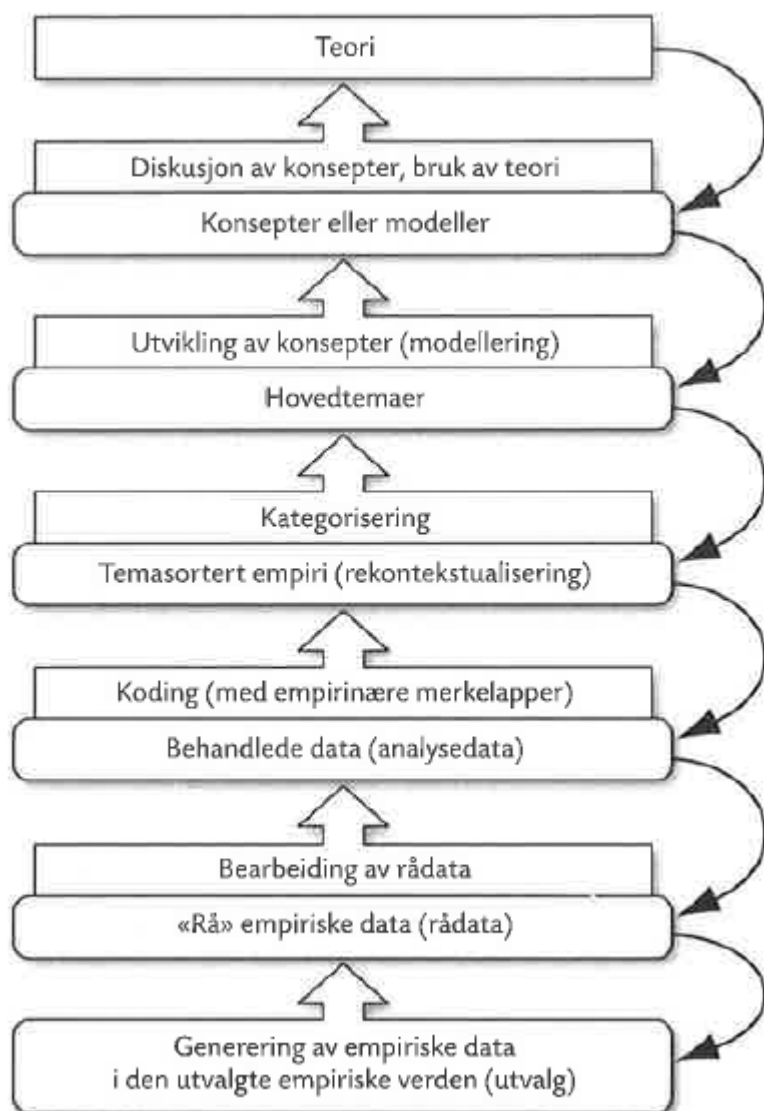 Teori
Diskusjon av konsepter, bruk av teori
Konsepter eller modeller
Utvikling av konsepter (modellering)
Hovedtemaer
Kategorisering
Temasortert empiri (rekontekstualisering)
Koding (med empirinære merkelapper)
Behandlede data (analysedata)
Bearbeiding av rådata
«Rå» empiriske data (rådata)
Generering av empiriske data
i den utvalgte empiriske verden (utvalg)